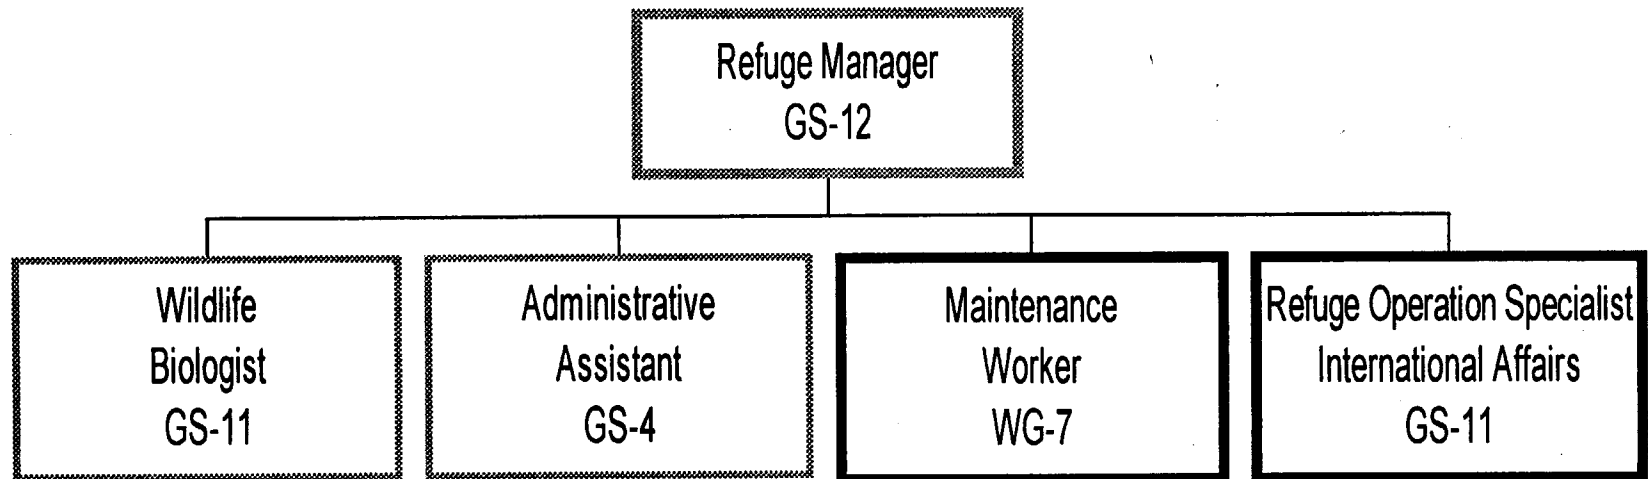 Refuge Manager
GS-12
Wildlife
Biologist
GS-11
Administrative
Assistant
GS-4
Maintenance
Worker
WG-7
Refuge Operation Specialist
International Affairs
GS-11